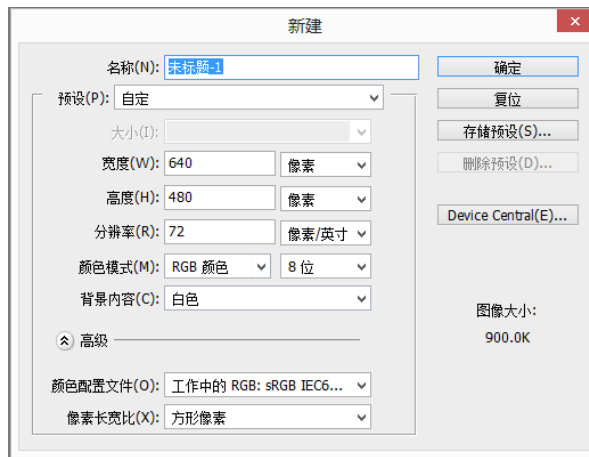 新建
名称(N): 未标题-1
确定
预设(P): 自定
复位
大小(I):
存储预设(S)...
宽度(W): 640 像素
删除预设(D)...
高度(H): 480 像素
Device Central(E)...
分辨率(R): 72 像素/英寸
颜色模式(M): RGB 颜色 8 位
背景内容(C): 白色
图像大小:
900.0K
高级
颜色配置文件(O): 工作中的 RGB: sRGB IEC6...
像素长宽比(X): 方形像素